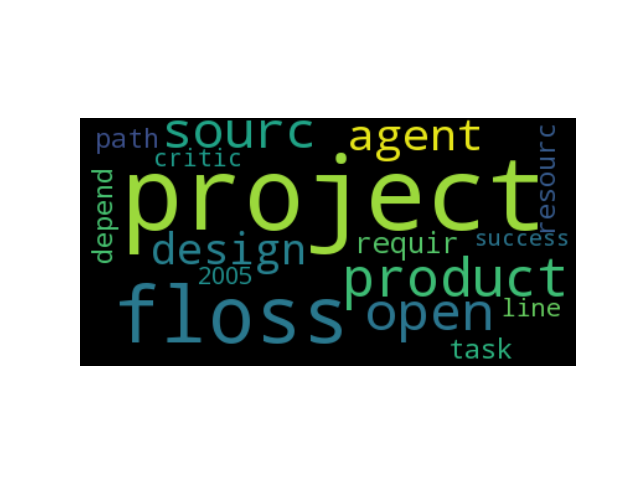 path sourc agent
critic
depend project resourc
design requir success
2005 product
floss open line
task